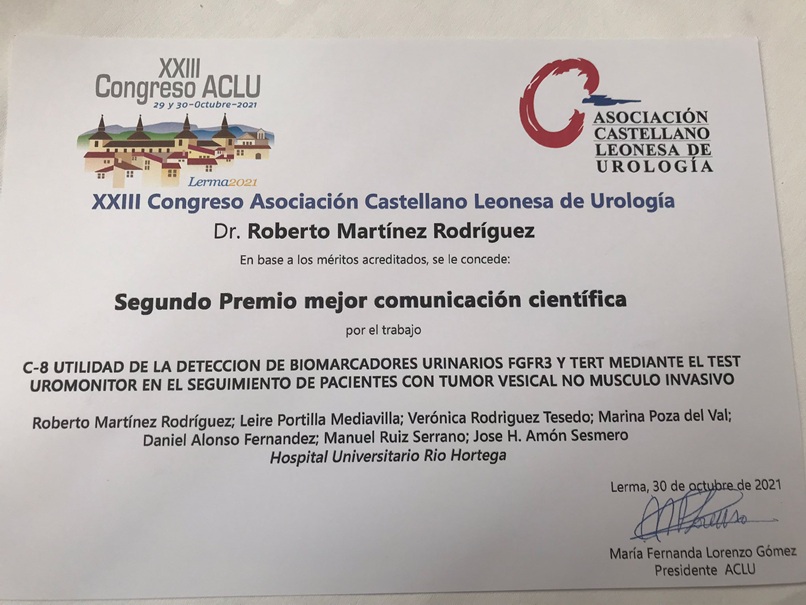 XXIII
Congreso ACLU
29 y 30-Octubre-2021
Lerma2021
ASOCIACIÓN
CASTELLANO
LEONESA DE
UROLOGÍA
XXIII Congreso Asociación Castellano Leonesa de Urología
Dr. Roberto Martínez Rodríguez
En base a los méritos acreditados, se le concede:
Segundo Premio mejor comunicación científica
por el trabajo
C-8 UTILIDAD DE LA DETECCION DE BIOMARCADORES URINARIOS FGFR3 Y TERT MEDIANTE EL TEST
UROMONITOR EN EL SEGUIMIENTO DE PACIENTES CON TUMOR VESICAL NO MUSCULO INVASIVO
Roberto Martínez Rodríguez; Leire Portilla Mediavilla; Verónica Rodriguez Tesedo; Marina Poza del Val;
Daniel Alonso Fernandez; Manuel Ruiz Serrano; Jose H. Amón Sesmero
Hospital Universitario Rio Hortega
Lerma, 30 de octubre de 2021
María Fernanda Lorenzo Gómez
Presidente ACLU